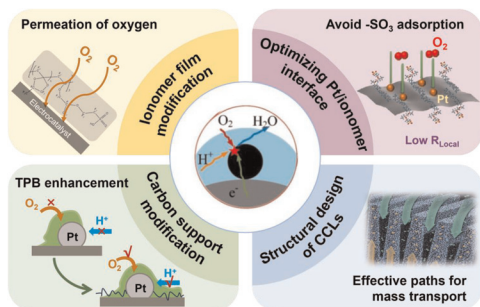 Permeation of oxygen
O₂
O₂
Electrocatalyst
Ionomer film
modification
Avoid -SO₃ adsorption
O₂
Pt
Low R_Local
Optimizing Pt/ionomer
interface
O₂
H₂O
H⁺
e⁻
TPB enhancement
O₂
H⁺
Pt
O₂
H⁺
Pt
Carbon support
modification
Structural design
of CCLs
Effective paths for
mass transport